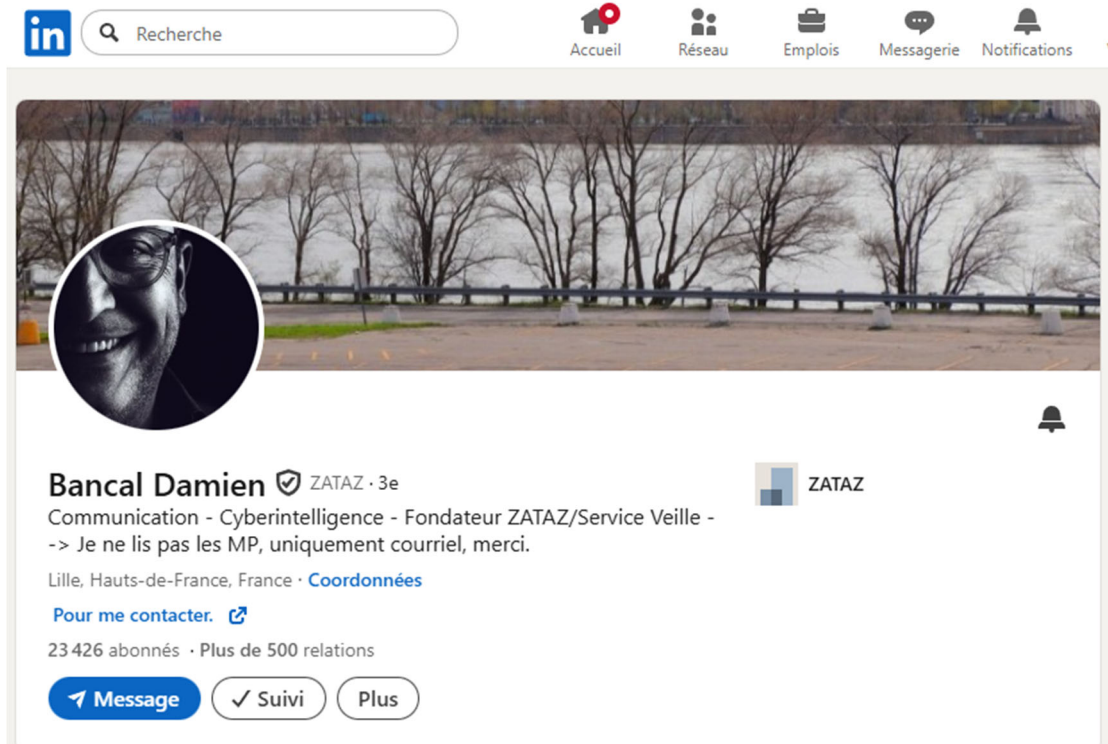 in
Recherche
Accueil
Réseau
Emplois
Messagerie
Notifications
Bancal Damien ZATAZ · 3e
ZATAZ
Communication - Cyberintelligence - Fondateur ZATAZ/Service Veille -
-> Je ne lis pas les MP, uniquement courriel, merci.
Lille, Hauts-de-France, France · Coordonnées
Pour me contacter.
23 426 abonnés · Plus de 500 relations
Message
Suivi
Plus